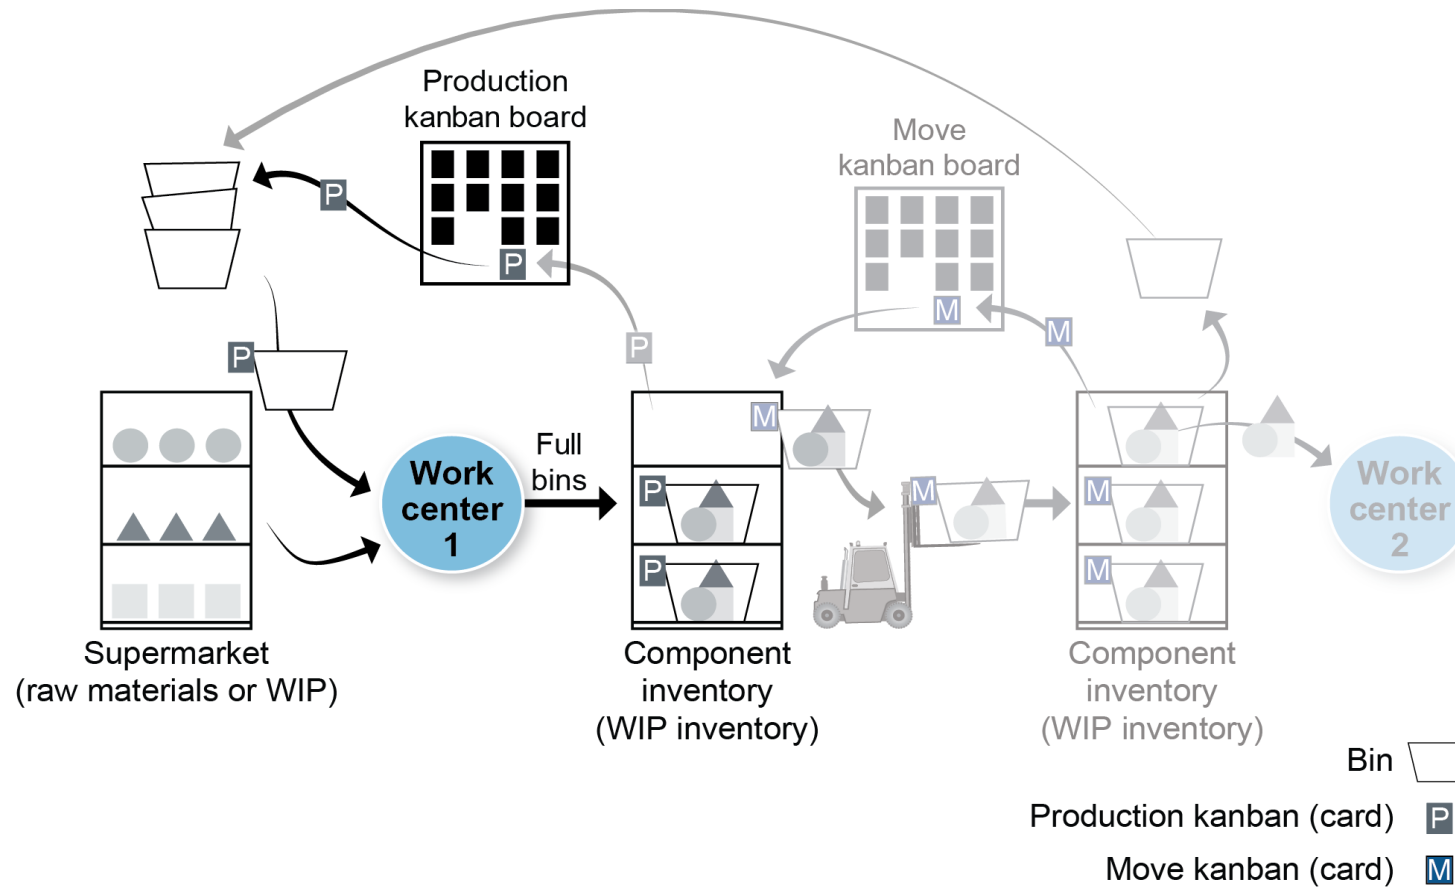 Production
kanban board
Move
kanban board
P
P
P
P
M
M
M
M
M
M
P
P
Full
bins
Work
center
1
Work
center
2
Supermarket
(raw materials or WIP)
Component
inventory
(WIP inventory)
Component
inventory
(WIP inventory)
Bin
Production kanban (card)
P
Move kanban (card)
M